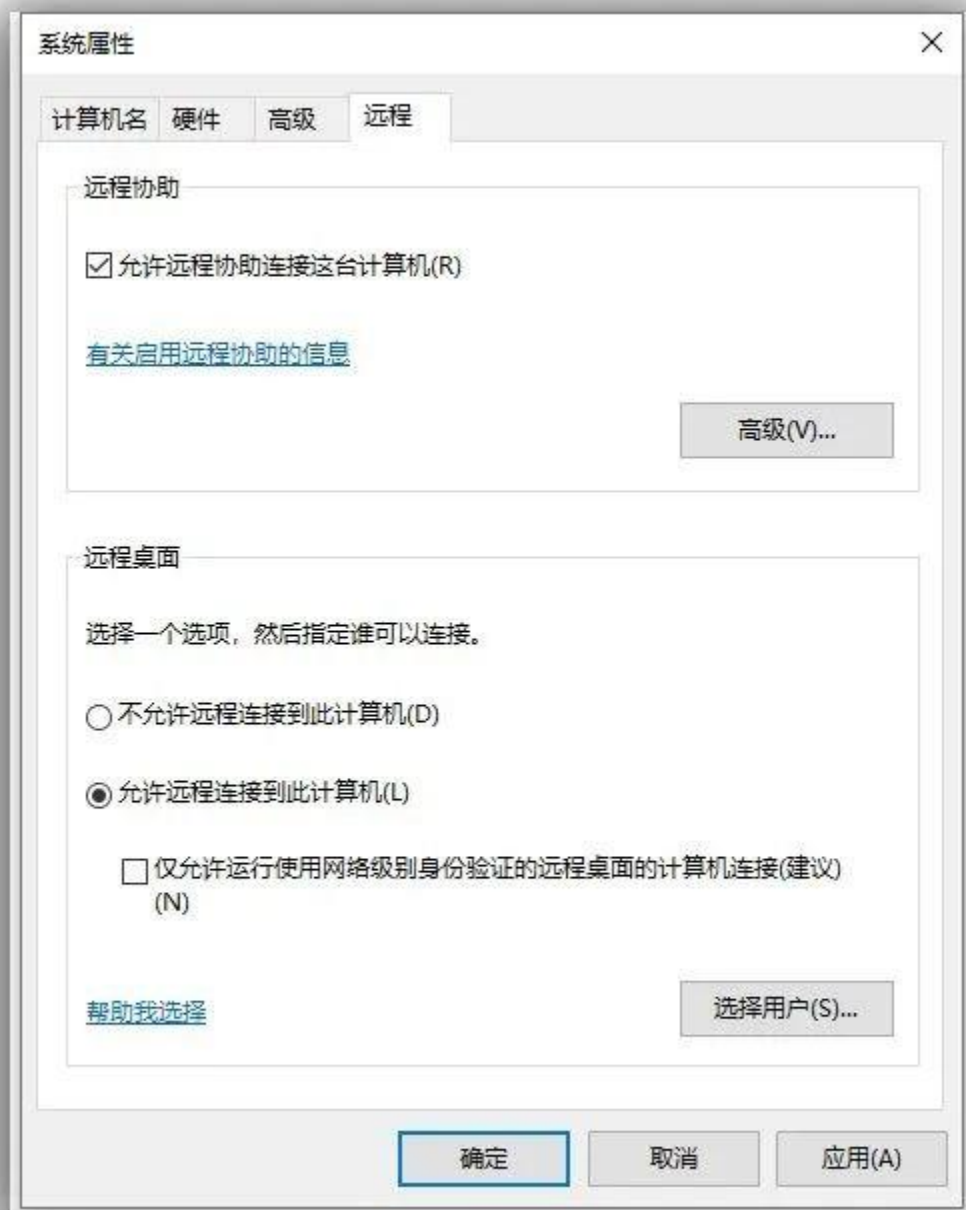 系统属性
计算机名 硬件 高级 远程
远程协助
允许远程协助连接这台计算机(R)
有关启用远程协助的信息
高级(V)...
远程桌面
选择一个选项，然后指定谁可以连接。
不允许远程连接到此计算机(D)
允许远程连接到此计算机(L)
仅允许运行使用网络级别身份验证的远程桌面的计算机连接(建议)
(N)
帮助我选择
选择用户(S)...
确定 取消 应用(A)